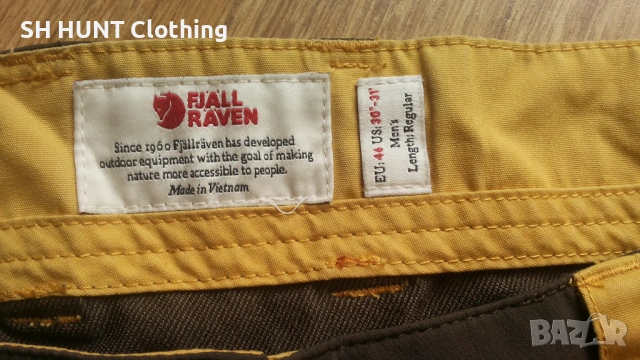 SH HUNT Clothing
FJÄLL
RÄVEN
Since 1960 Fjällräven has developed
outdoor equipment with the goal of making
nature more accessible to people.
Made in Vietnam
EU: 46 US: 30"-31"
Men's
Length: Regular
BAZAR